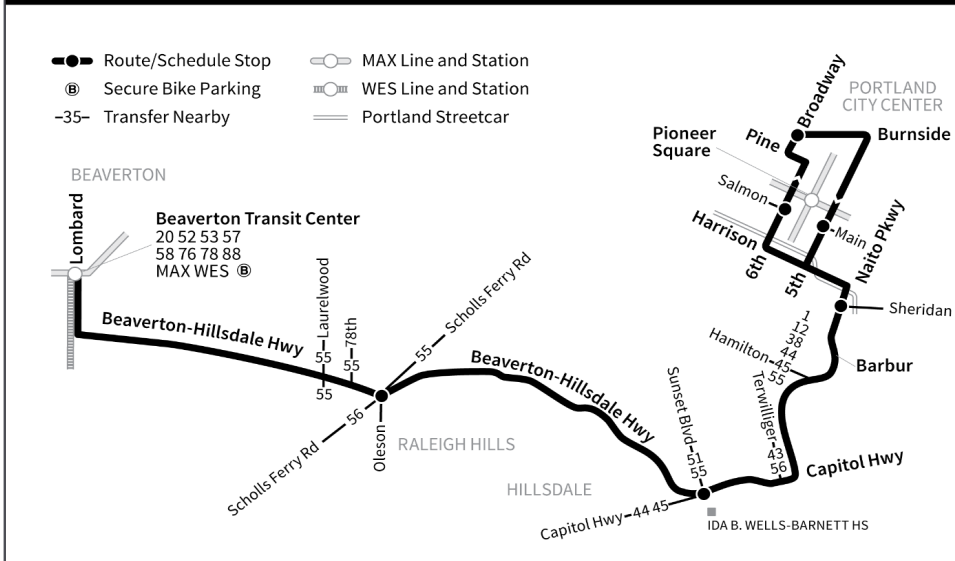 Route/Schedule Stop
MAX Line and Station
B Secure Bike Parking
WES Line and Station
-35- Transfer Nearby
Portland Streetcar
PORTLAND
CITY CENTER
Broadway
Burnside
Pine
Pioneer
Square
Salmon
Main
Harrison
6th
5th
Naito Pkwy
Sheridan
BEAVERTON
Lombard
Beaverton Transit Center
20 52 53 57
58 76 78 88
MAX WES B
Beaverton-Hillsdale Hwy
Laurelwood
55
55
78th
55
Scholls Ferry Rd
55
Scholls Ferry Rd
56
Oleson
RALEIGH HILLS
Beaverton-Hillsdale Hwy
1
12
38
44
Hamilton-45
55
Barbur
Terwilliger-43
56
Capitol Hwy
Sunset Blvd-1
51
55
HILLSDALE
Capitol Hwy-44 45
IDA B. WELLS-BARNETT HS